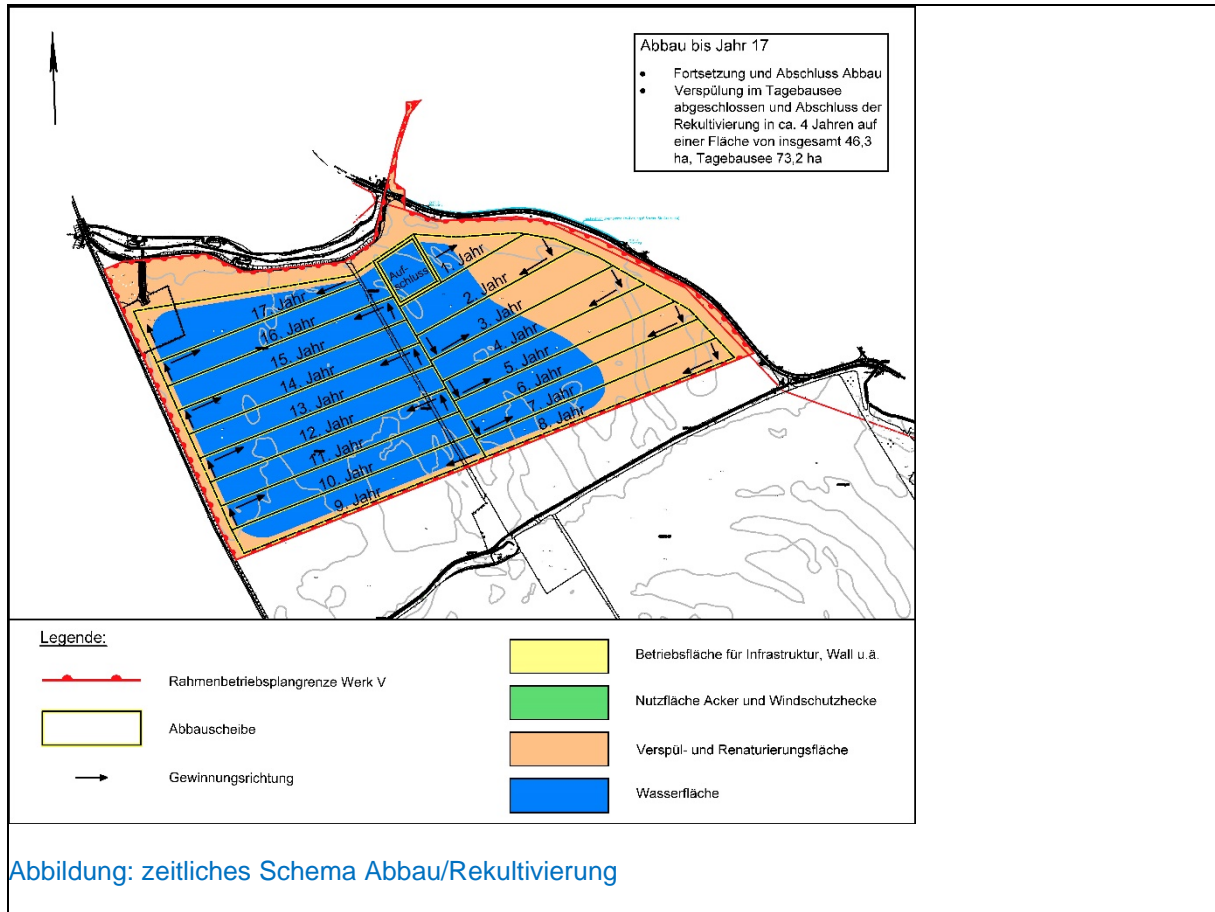 Abbau bis Jahr 17
• Fortsetzung und Abschluss Abbau
• Verspülung im Tagebausee
abgeschlossen und Abschluss der
Rekultivierung in ca. 4 Jahren auf
einer Fläche von insgesamt 46,3
ha, Tagebausee 73,2 ha
Auf-
schluss
1. Jahr
2. Jahr
3. Jahr
4. Jahr
5. Jahr
6. Jahr
7. Jahr
8. Jahr
17. Jahr
16. Jahr
15. Jahr
14. Jahr
13. Jahr
12. Jahr
11. Jahr
10. Jahr
9. Jahr
Legende:
Rahmenbetriebsplangrenze Werk V
Abbauscheibe
Gewinnungsrichtung
Betriebsfläche für Infrastruktur, Wall u.ä.
Nutzfläche Acker und Windschutzhecke
Verspül- und Renaturierungsfläche
Wasserfläche
Abbildung: zeitliches Schema Abbau/Rekultivierung